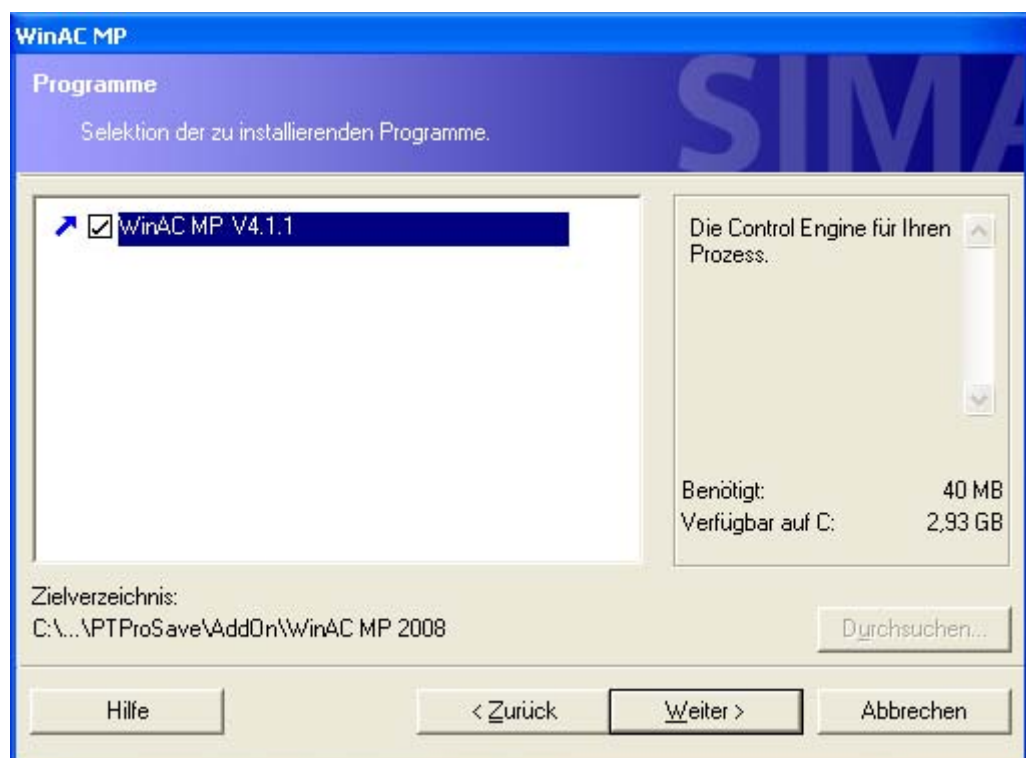 WinAC MP
Programme
SIMA
Selektion der zu installierenden Programme.
WinAC MP V4.1.1
Die Control Engine für Ihren
Prozess.
Benötigt: 40 MB
Verfügbar auf C: 2,93 GB
Zielverzeichnis:
C:\...\PTProSave\AddOn\WinAC MP 2008
Durchsuchen...
Hilfe
< Zurück
Weiter >
Abbrechen